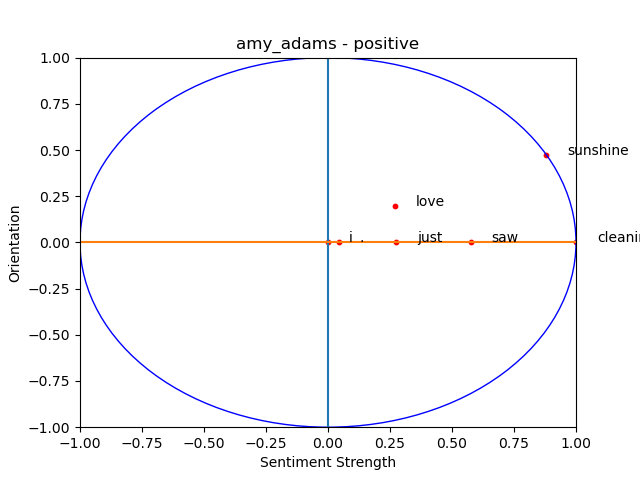 amy_adams - positive
1.00
0.75
0.50
sunshine
0.25
love
0.00
i . just saw cleani
−0.25
−0.50
−0.75
−1.00
−1.00 −0.75 −0.50 −0.25 0.00 0.25 0.50 0.75 1.00
Sentiment Strength
Orientation